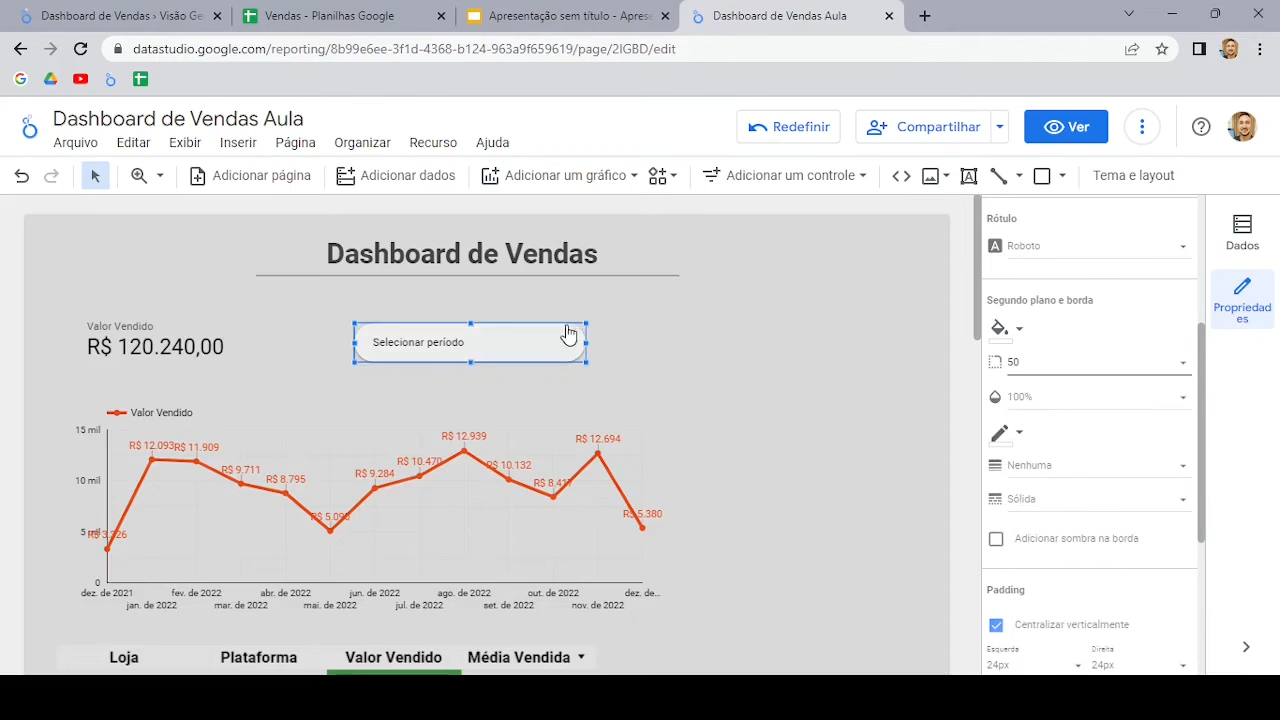 Dashboard de Vendas › Visão Ge
Vendas - Planilhas Google
Apresentação sem título - Aprese
Dashboard de Vendas Aula
datastudio.google.com/reporting/8b99e6ee-3f1d-4368-b124-963a9f659619/page/2IGBD/edit
Dashboard de Vendas Aula
Redefinir
Compartilhar
Ver
Arquivo Editar Exibir Inserir Página Organizar Recurso Ajuda
Adicionar página
Adicionar dados
Adicionar um gráfico
Adicionar um controle
Tema e layout
Dashboard de Vendas
Valor Vendido
R$ 120.240,00
Selecionar período
Valor Vendido
15 mil
10 mil
5 mil
0
R$ 12.093
R$ 11.909
R$ 9.711
R$ 8.795
R$ 9.284
R$ 10.470
R$ 12.939
R$ 10.132
R$ 12.694
R$ 5.380
dez. de 2021
jan. de 2022
fev. de 2022
mar. de 2022
abr. de 2022
mai. de 2022
jun. de 2022
jul. de 2022
ago. de 2022
set. de 2022
out. de 2022
nov. de 2022
dez. de...
Loja Plataforma Valor Vendido Média Vendida
Rótulo
Roboto
Segundo plano e borda
50
100%
Nenhuma
Sólida
Adicionar sombra na borda
Padding
Centralizar verticalmente
Esquerda Direita
24px 24px
Dados
Propriedad
es